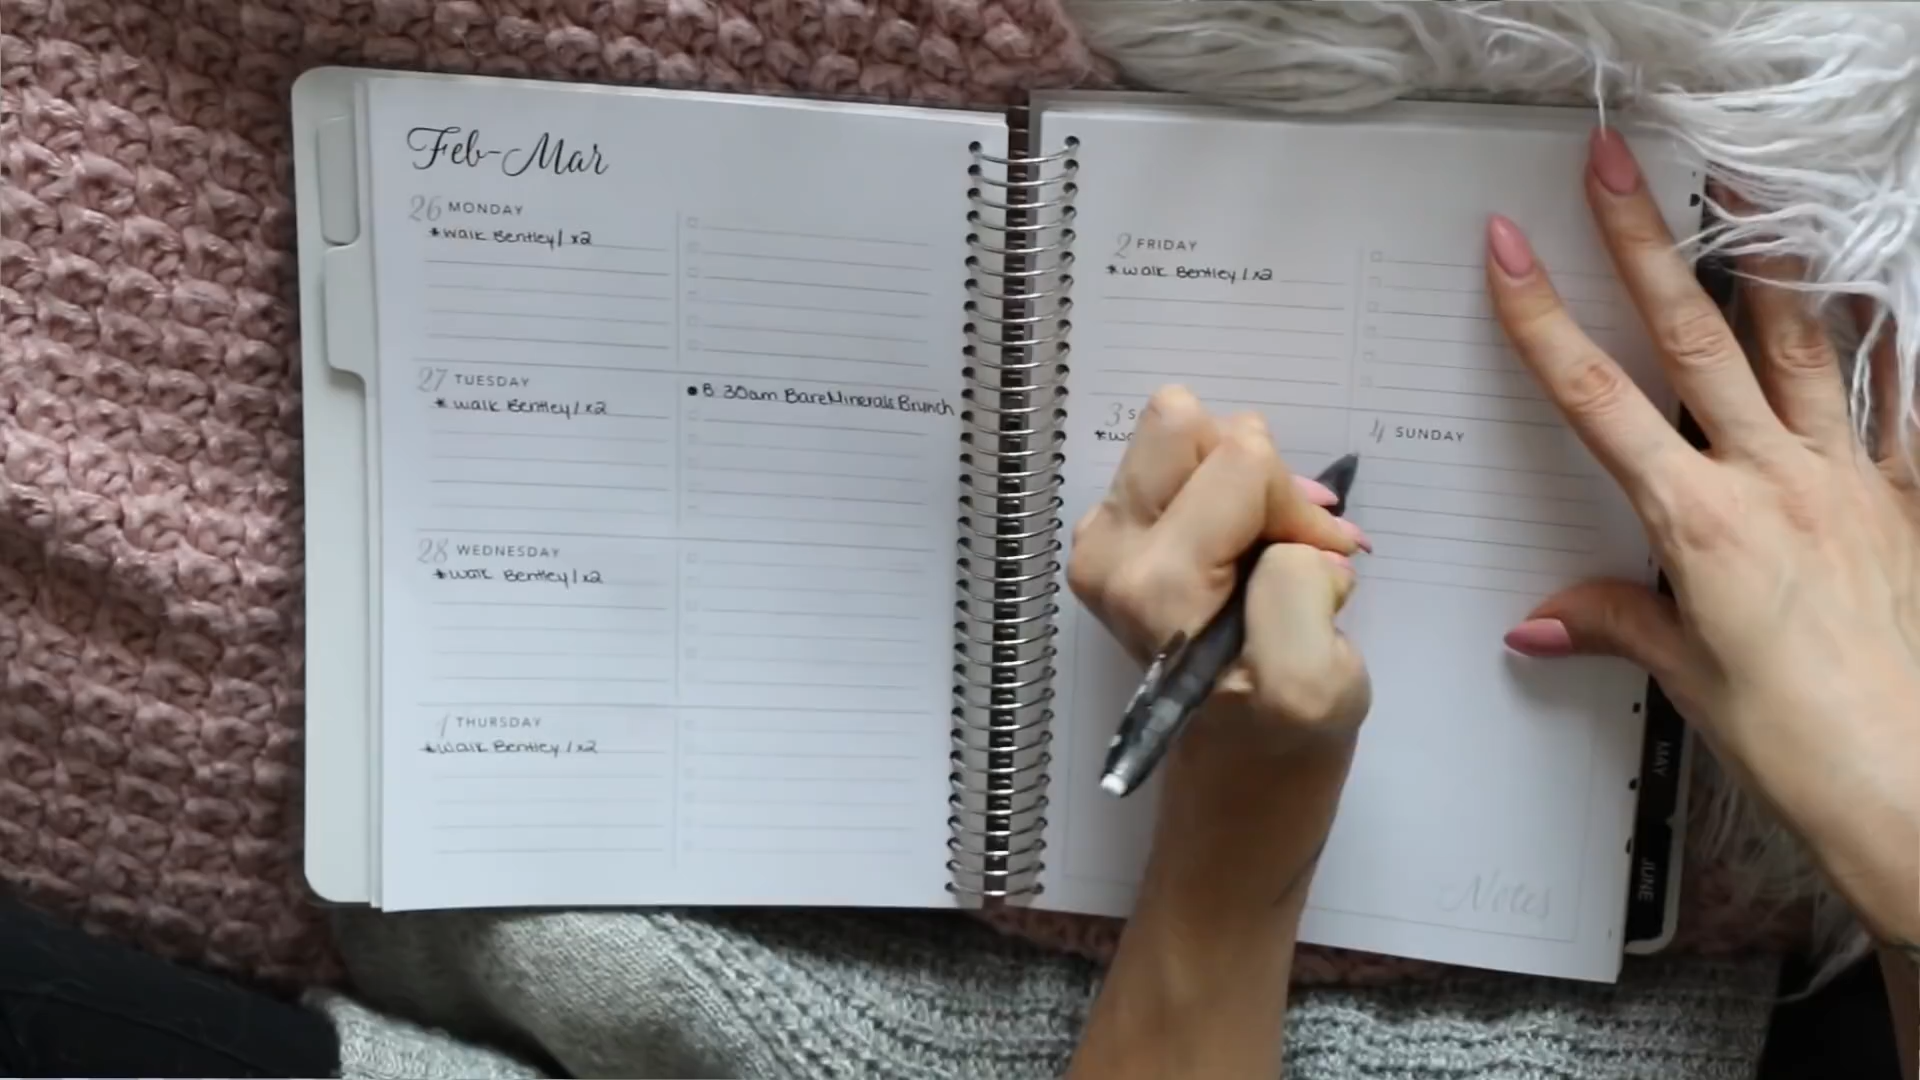 Feb-Mar
26 MONDAY
*walk Bentley/ x2
27 TUESDAY
* walk Bentley/ x2
• 8:30am BareMinerals Brunch
28 WEDNESDAY
*walk Bentley/x2
1 THURSDAY
*walk Bentley/x2
2 FRIDAY
*walk Bentley/x2
3
4 SUNDAY
Notes
MAY
JUNE